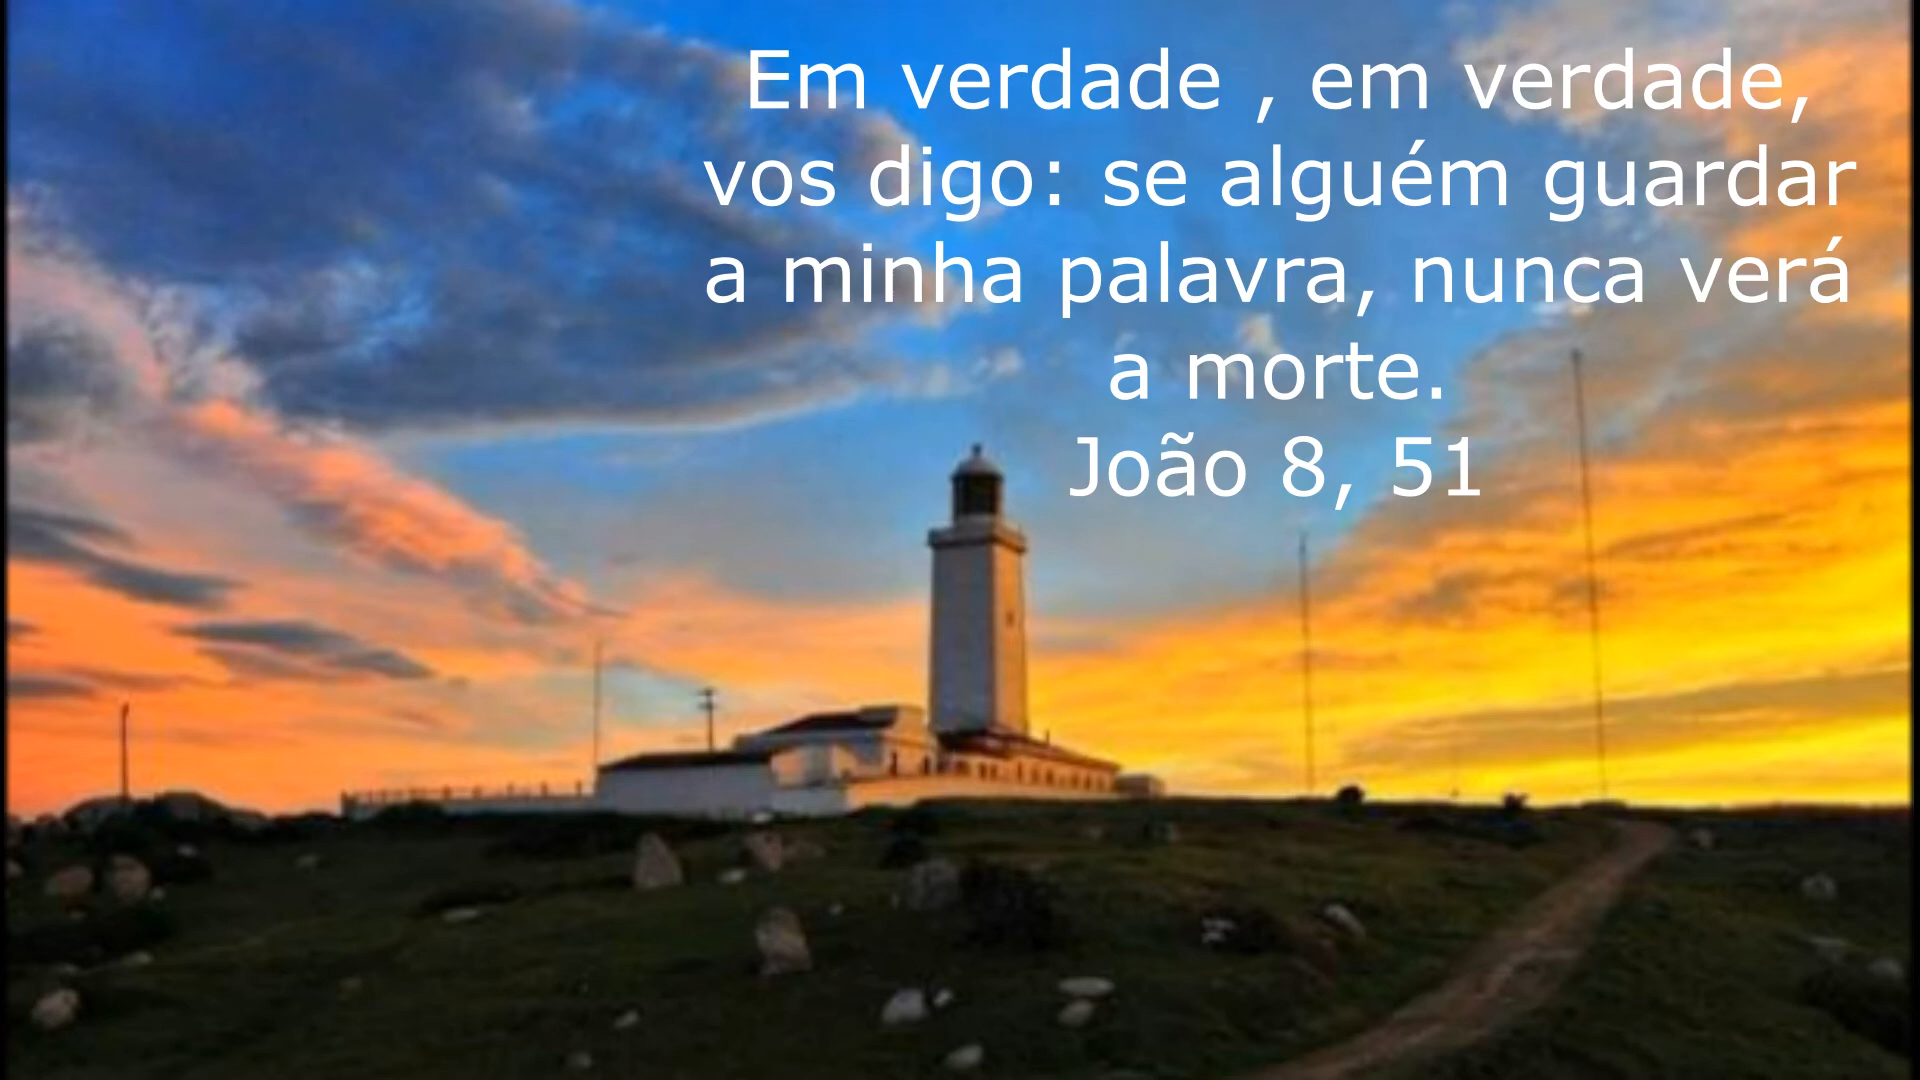 Em verdade , em verdade,
vos digo: se alguém guardar
a minha palavra, nunca verá
a morte.
João 8, 51